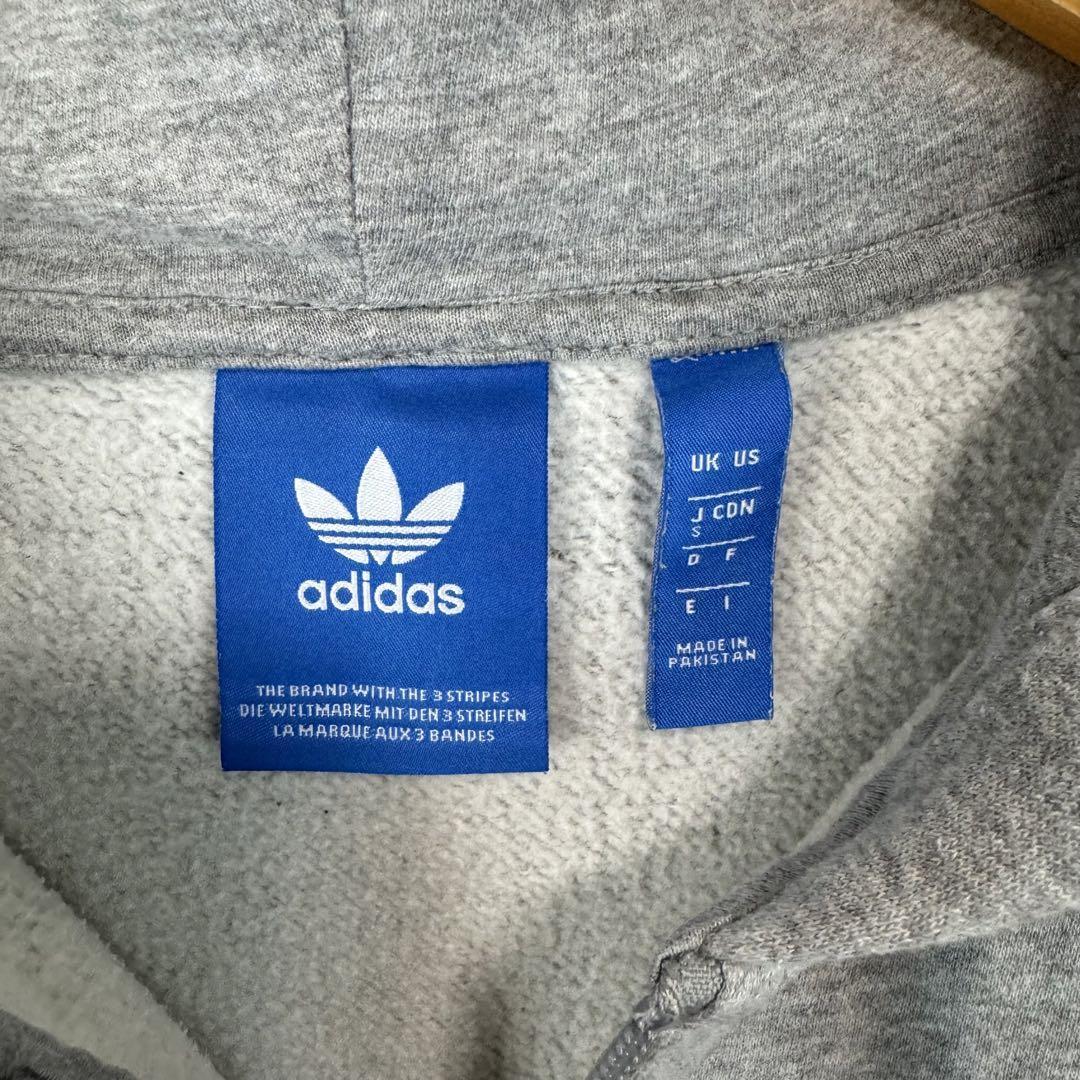 adidas
THE BRAND WITH THE 3 STRIPES
DIE WELTMARKE MIT DEN 3 STREIFEN
LA MARQUE AUX 3 BANDES
UK US
J CDN
S
D F
E I
MADE IN
PAKISTAN